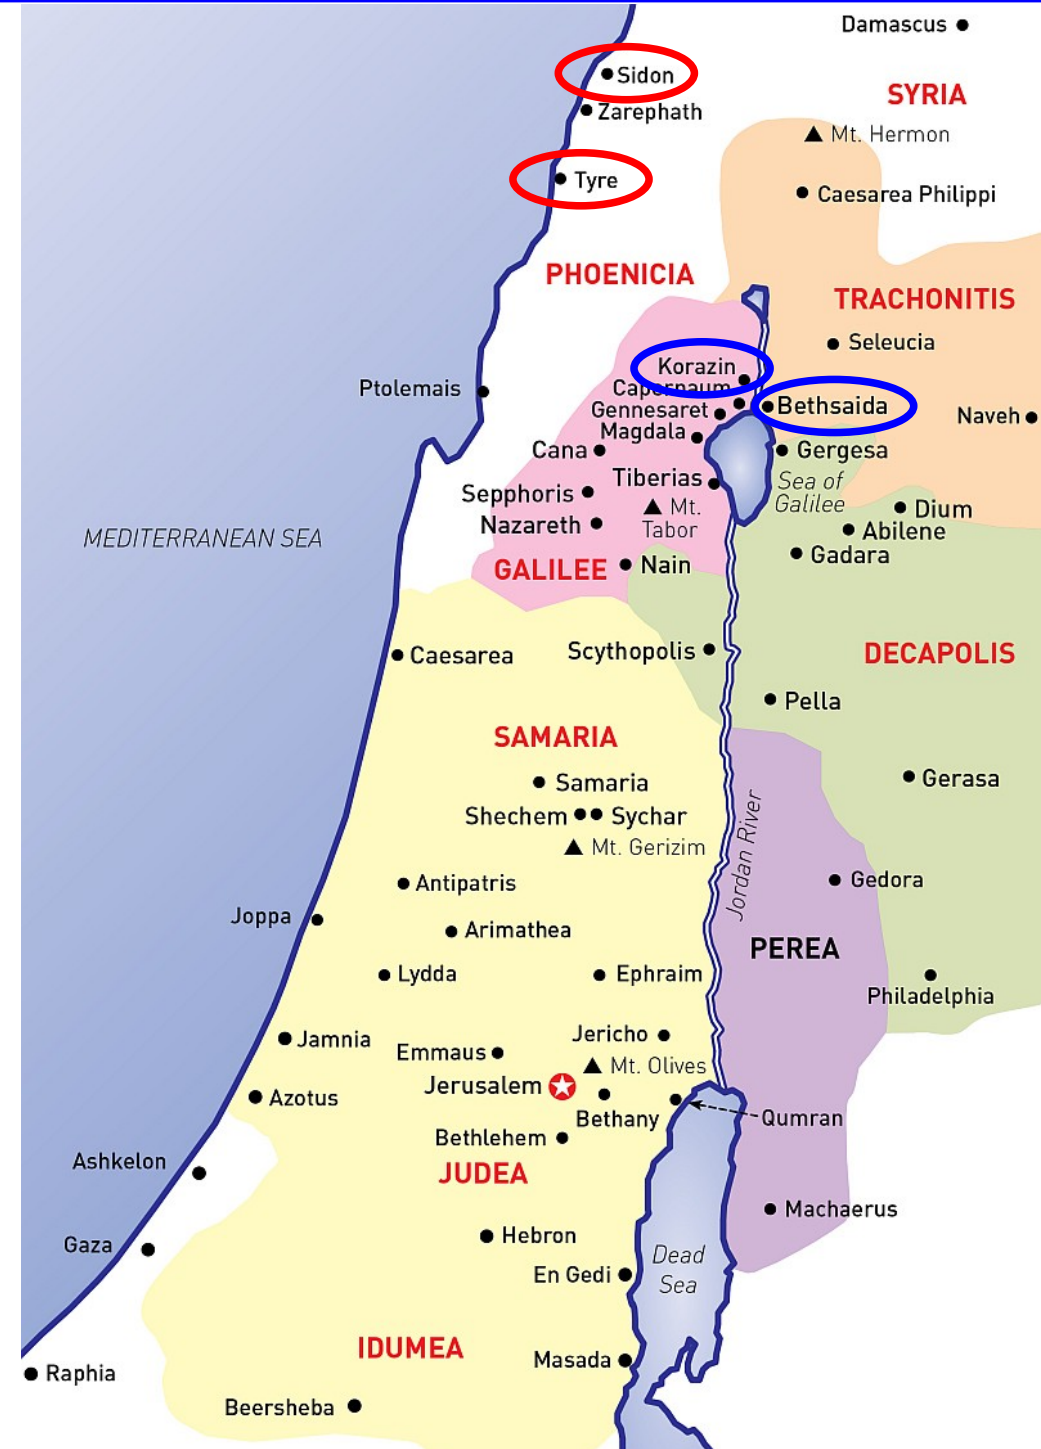 Damascus
Sidon
SYRIA
Zarephath
Mt. Hermon
Tyre
Caesarea Philippi
PHOENICIA
TRACHONITIS
Seleucia
Korazin
Ptolemais
Capernaum
Bethsaida
Gennesaret
Naveh
Magdala
Cana
Gergesa
Tiberias
Sea of
Galilee
Sepphoris
Mt.
Tabor
Dium
Nazareth
Abilene
MEDITERRANEAN SEA
Gadara
GALILEE
Nain
Caesarea
Scythopolis
DECAPOLIS
Pella
SAMARIA
Samaria
Gerasa
Shechem
Sychar
Mt. Gerizim
Jordan River
Antipatris
Gedora
Joppa
Arimathea
PEREA
Lydda
Ephraim
Philadelphia
Jamnia
Jericho
Emmaus
Mt. Olives
Jerusalem
Azotus
Bethany
Qumran
Bethlehem
Ashkelon
JUDEA
Machaerus
Hebron
Gaza
Dead
Sea
En Gedi
IDUMEA
Masada
Raphia
Beersheba